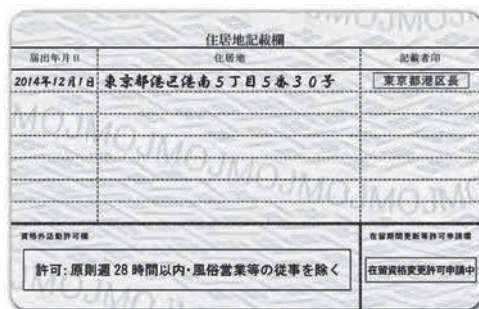 住居地記載欄
届出年月日 住居地 記載者印
2014年12月1日 東京都港区港南5丁目5番30号 東京都港区長
MOJMOJMOJMOJMOJ
資格外活動許可欄 在留期間更新等許可申請欄
許可:原則週28時間以内・風俗営業等の従事を除く 在留資格変更許可申請中